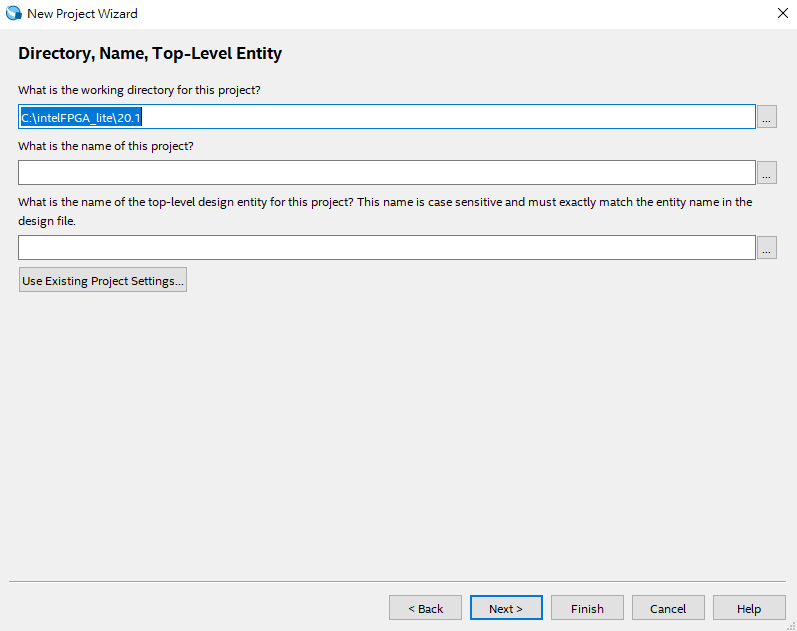 New Project Wizard
Directory, Name, Top-Level Entity
What is the working directory for this project?
C:\intelFPGA_lite\20.1
...
What is the name of this project?
...
What is the name of the top-level design entity for this project? This name is case sensitive and must exactly match the entity name in the
design file.
...
Use Existing Project Settings...
< Back
Next >
Finish
Cancel
Help